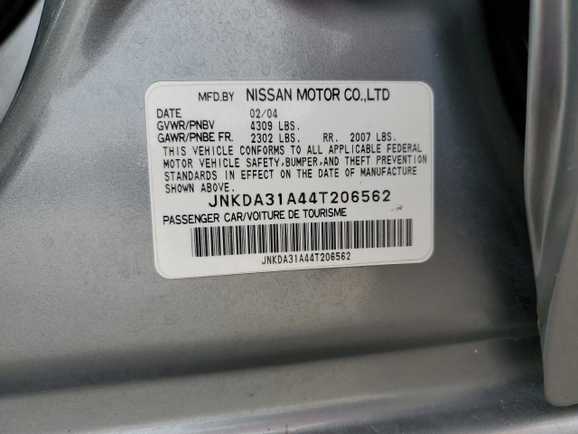 MFD.BY NISSAN MOTOR CO.,LTD
DATE 02/04
GVWR/PNBV 4309 LBS.
GAWR/PNBE FR. 2302 LBS. RR. 2007 LBS.
THIS VEHICLE CONFORMS TO ALL APPLICABLE FEDERAL
MOTOR VEHICLE SAFETY,BUMPER,AND THEFT PREVENTION
STANDARDS IN EFFECT ON THE DATE OF MANUFACTURE
SHOWN ABOVE.
JNKDA31A44T206562
PASSENGER CAR/VOITURE DE TOURISME
JNKDA31A44T206562